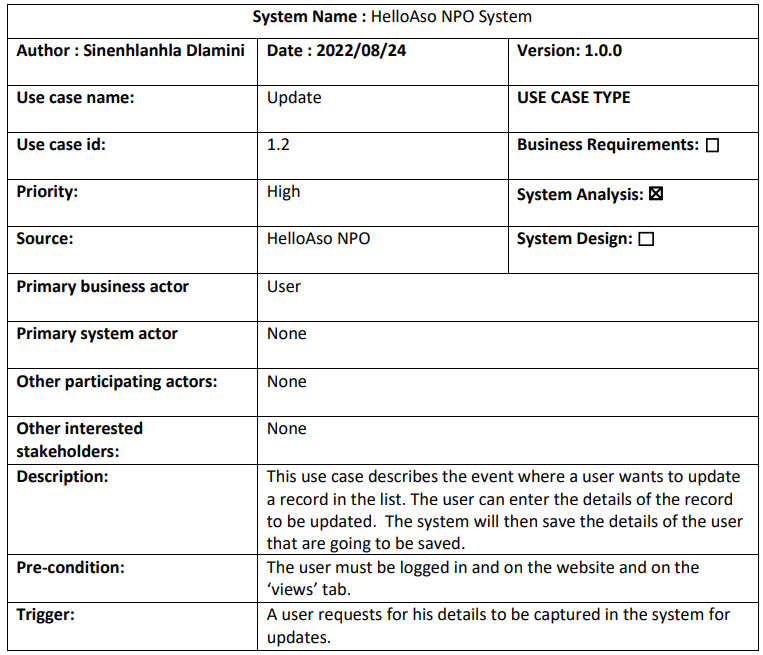 System Name : HelloAso NPO System
Author : Sinenhlanhla Dlamini Date : 2022/08/24 Version: 1.0.0
Use case name: Update USE CASE TYPE
Use case id: 1.2 Business Requirements: ☐
Priority: High System Analysis: ☒
Source: HelloAso NPO System Design: ☐
Primary business actor User
Primary system actor None
Other participating actors: None
Other interested
stakeholders:
None
Description:
This use case describes the event where a user wants to update
a record in the list. The user can enter the details of the record
to be updated.  The system will then save the details of the user
that are going to be saved.
Pre-condition:
The user must be logged in and on the website and on the
‘views’ tab.
Trigger:
A user requests for his details to be captured in the system for
updates.